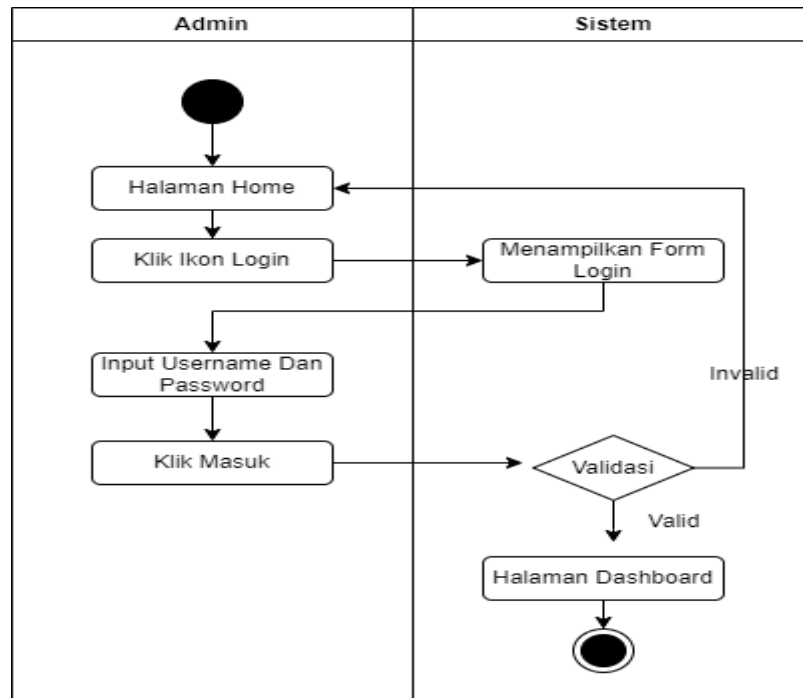 Admin
Sistem
Halaman Home
Klik Ikon Login
Menampilkan Form
Login
Input Username Dan
Password
Invalid
Klik Masuk
Validasi
Valid
Halaman Dashboard